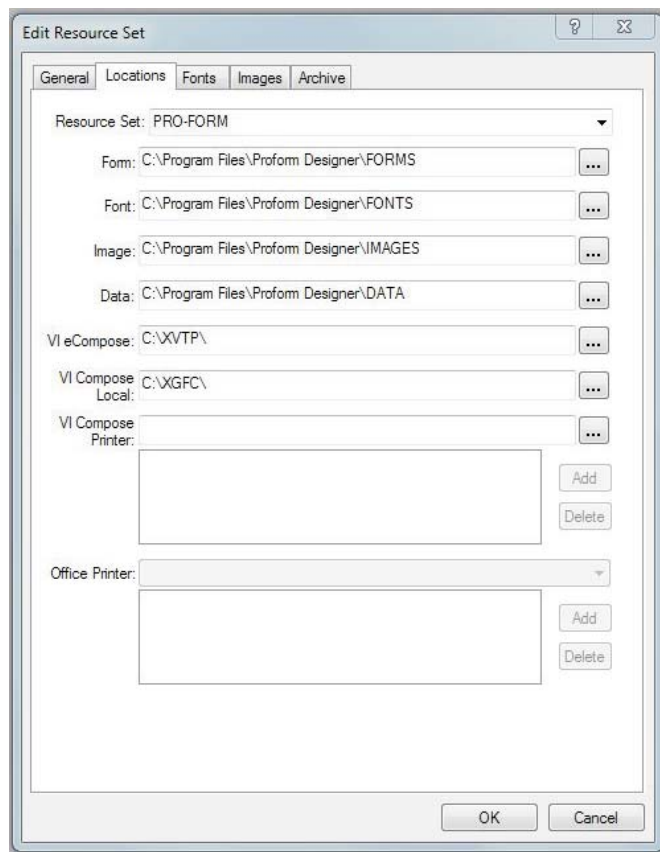 Edit Resource Set
General Locations Fonts Images Archive
Resource Set: PRO-FORM
Form: C:\Program Files\Proform Designer\FORMS ...
Font: C:\Program Files\Proform Designer\FONTS ...
Image: C:\Program Files\Proform Designer\IMAGES ...
Data: C:\Program Files\Proform Designer\DATA ...
VI eCompose: C:\XVTP\ ...
VI Compose
Local: C:\XGFC\ ...
VI Compose
Printer: ...
Add
Delete
Office Printer:
Add
Delete
OK Cancel